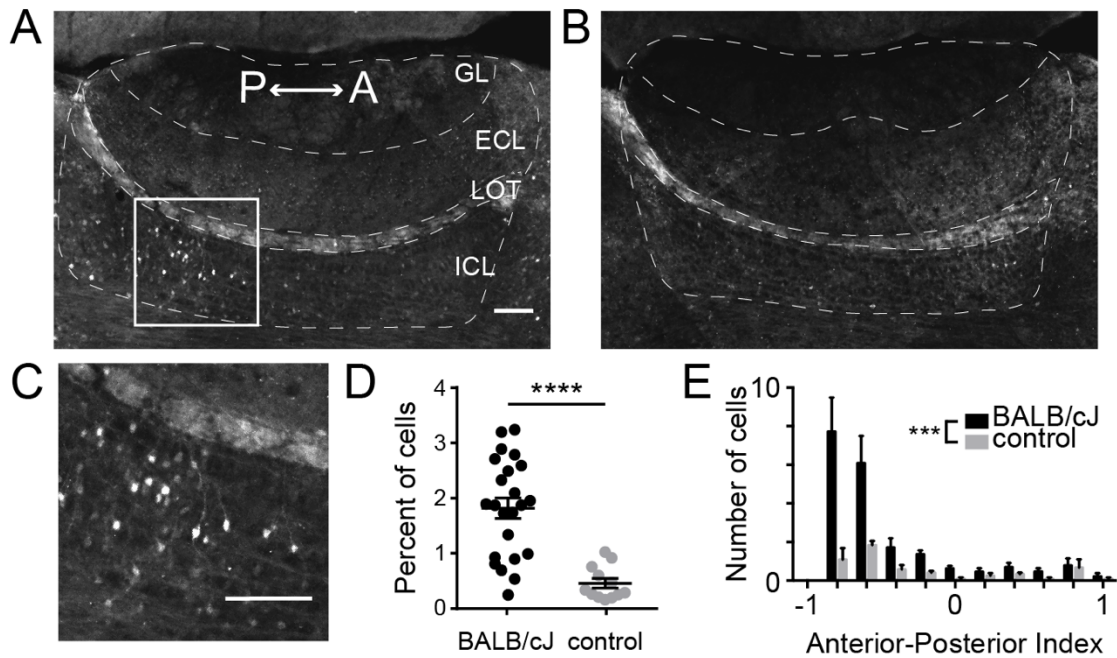 A
P A
GL
ECL
LOT
ICL
B
C
D
Percent of cells
4
3
2
1
0
****
BALB/cJ control
E
Number of cells
10
0
***
BALB/cJ
control
-1 0 1
Anterior-Posterior Index